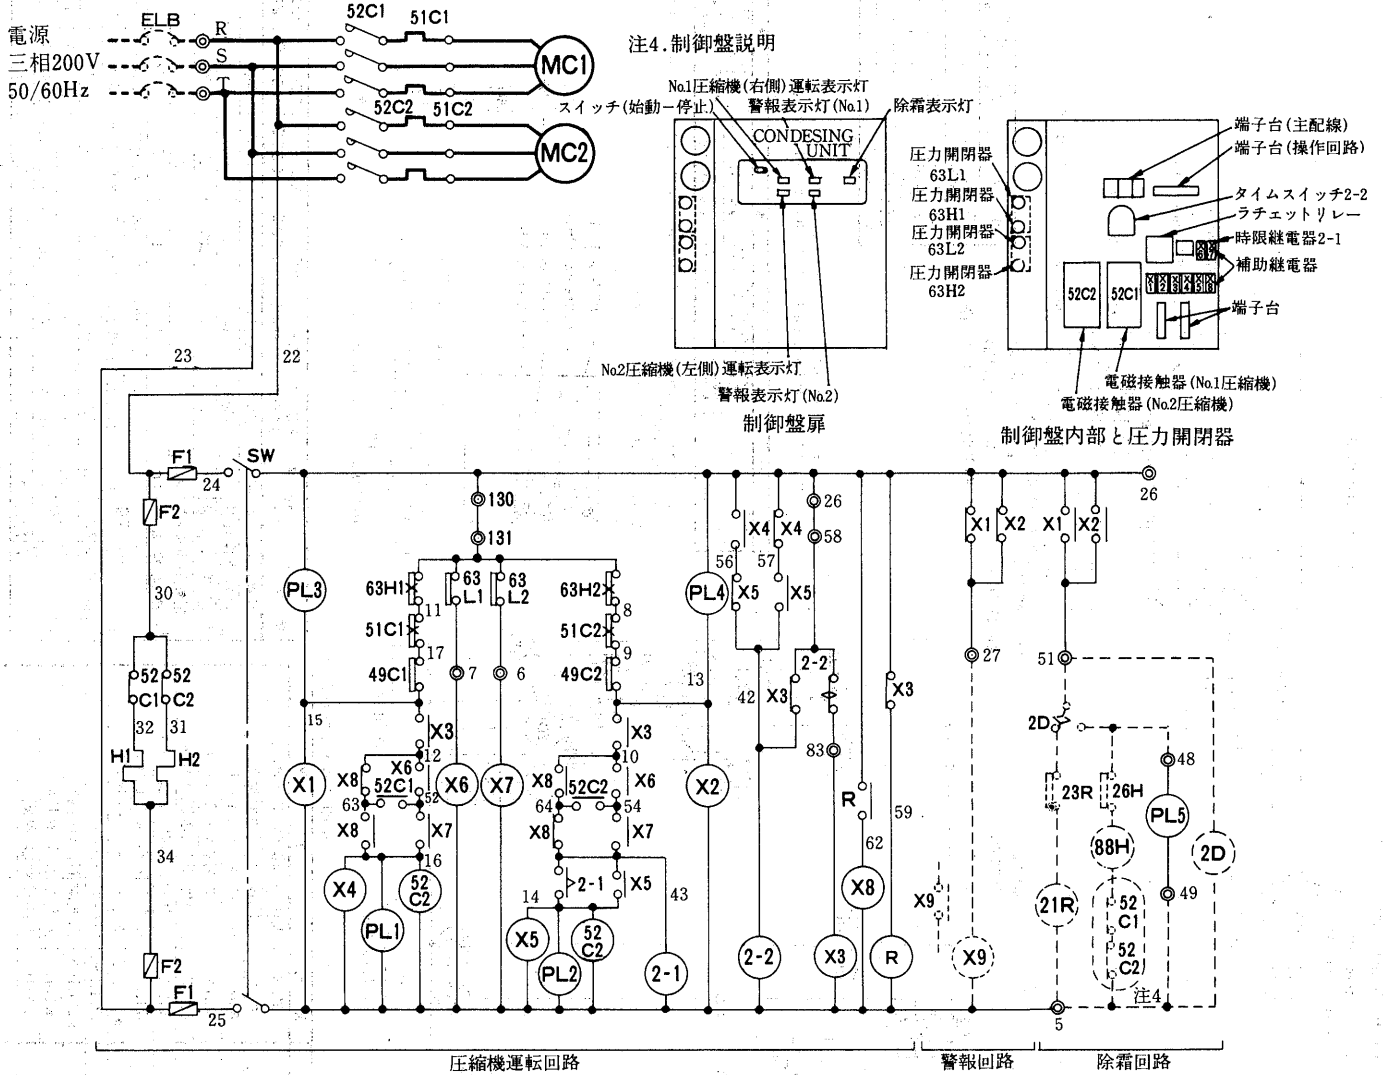 ELB
電源
三相200V
50/60Hz
R
S
T
52C1
51C1
MC1
52C2
51C2
MC2
注4.制御盤説明
No.1圧縮機(右側)運転表示灯
スイッチ(始動ー停止)
警報表示灯(No.1)
除霜表示灯
CONDESING
UNIT
No.2圧縮機(左側)運転表示灯
警報表示灯(No.2)
制御盤扉
圧力開閉器
63L1
圧力開閉器
63H1
圧力開閉器
63L2
圧力開閉器
63H2
端子台(主配線)
端子台(操作回路)
タイムスイッチ2-2
ラチェットリレー
時限継電器2-1
補助継電器
端子台
52C2
52C1
X6
X7
X1
X2
X3
X4
X5
X8
電磁接触器(No.1圧縮機)
電磁接触器(No.2圧縮機)
制御盤内部と圧力開閉器
23
22
F1
24
SW
F2
30
52
C1
52
C2
32
31
H1
H2
34
F2
F1
25
PL3
15
X1
130
131
63H1
11
51C1
17
49C1
63
L1
63
L2
7
6
X3
12
X8
X6
52C1
63
52
X8
X7
16
X4
PL1
52
C2
X6
X7
63H2
8
51C2
9
49C2
13
X3
10
X8
X6
52C2
64
54
X8
X7
2-1
X5
14
43
X5
PL2
52
C2
2-1
PL4
X2
X4
X4
56
57
X5
X5
42
26
58
2-2
X3
83
2-2
X3
X3
R
59
62
X8
R
X1
X2
27
X9
X9
X1
X2
26
51
2D
23R
26H
48
88H
PL5
2D
21R
52
C1
52
C2
49
注4
5
圧縮機運転回路
警報回路
除霜回路